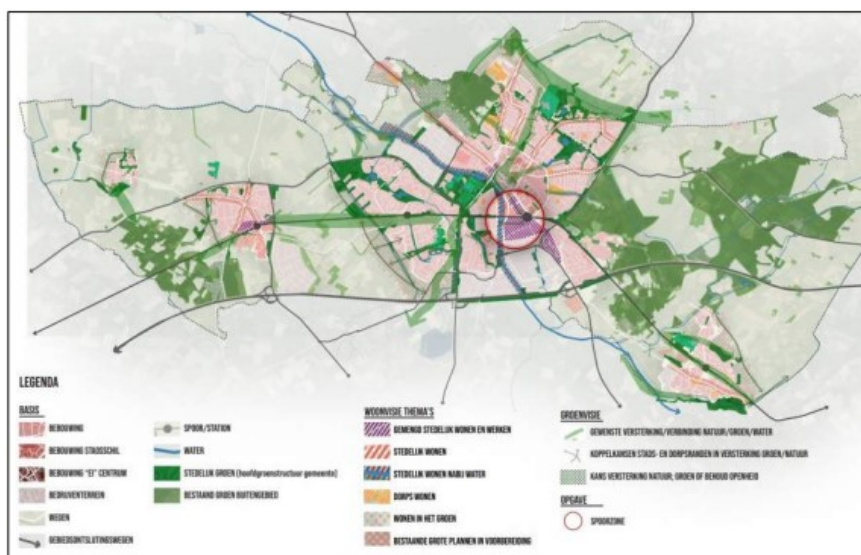 LEGENDA
BASIS
BEBOUWING
BEBOUWING STADSSCHIL
BEBOUWING "EI" CENTRUM
BEDRIJVENTERREIN
WEGEN
GEBIEDSONTSLUITINGSWEGEN
SPOOR/STATION
WATER
STEDELIJK GROEN (hoofdgroenstructuur gemeente)
BESTAAND GROEN BUITENGEBIED
WOONVISIE THEMA'S
GEMENGD STEDELIJK WONEN EN WERKEN
STEDELIJK WONEN
STEDELIJK WONEN NABIJ WATER
DORPS WONEN
WONEN IN HET GROEN
BESTAANDE GROTE PLANNEN IN VOORBEREIDING
GROENVISIE
GEWENSTE VERSTERKING/VERBINDING NATUUR/GROEN/WATER
KOPPELKANSEN STADS- EN DORPSRANDEN IN VERSTERKING GROEN/NATUUR
KANS VERSTERKING NATUUR, GROEN OF BEHOUD OPENHEID
OPGAVE
SPOORZONE